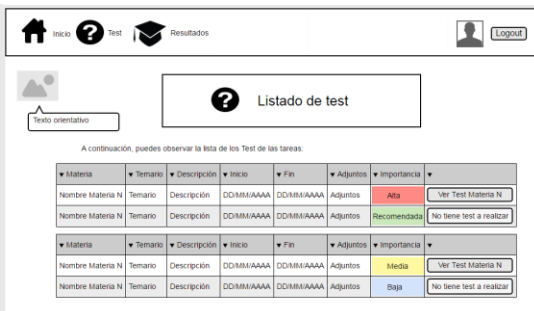 Inicio Test Resultados Logout
Texto orientativo
Listado de test
A continuación, puedes observar la lista de los Test de las tareas:
Materia Temario Descripción Inicio Fin Adjuntos Importancia
Nombre Materia N Temario Descripción DD/MM/AAAA DD/MM/AAAA Adjuntos Alta Ver Test Materia N
Nombre Materia N Temario Descripción DD/MM/AAAA DD/MM/AAAA Adjuntos Recomendada No tiene test a realizar
Materia Temario Descripción Inicio Fin Adjuntos Importancia
Nombre Materia N Temario Descripción DD/MM/AAAA DD/MM/AAAA Adjuntos Media Ver Test Materia N
Nombre Materia N Temario Descripción DD/MM/AAAA DD/MM/AAAA Adjuntos Baja No tiene test a realizar